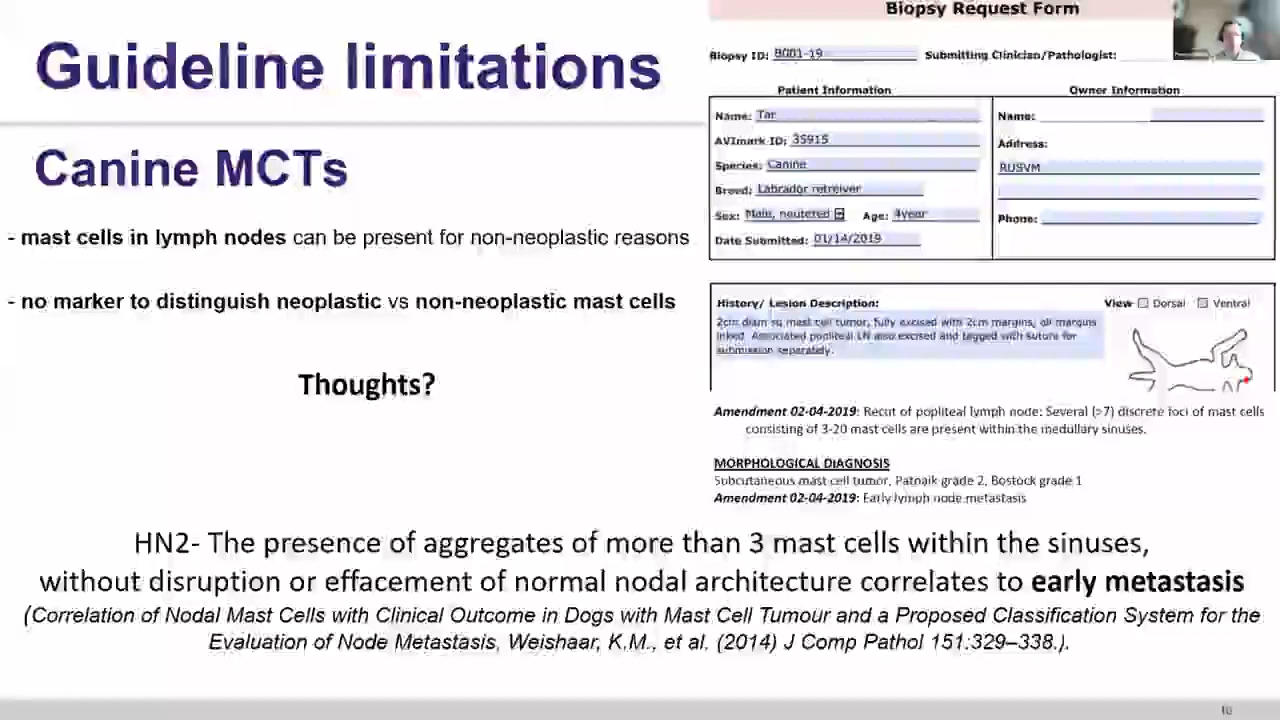 Guideline limitations
Canine MCTs
- mast cells in lymph nodes can be present for non-neoplastic reasons
- no marker to distinguish neoplastic vs non-neoplastic mast cells
Thoughts?
Biopsy Request Form
Biopsy ID: B001-19 Submitting Clinician/Pathologist:
Patient Information
Name: Tar
AVImark ID: 35915
Species: Canine
Breed: Labrador retreiver
Sex: Male, neutered Age: 4year
Date Submitted: 01/14/2019
Owner Information
Name:
Address:
RUSVM
Phone:
History/ Lesion Description: View Dorsal Ventral
2cm diam sq mast cell tumor, fully excised with 2cm margins, all margins
inked. Associated popliteal LN also excised and tagged with suture for
submission separately.
Amendment 02-04-2019: Recut of popliteal lymph node: Several (>7) discrete foci of mast cells
consisting of 3-20 mast cells are present within the medullary sinuses.
MORPHOLOGICAL DIAGNOSIS
Subcutaneous mast cell tumor, Patnaik grade 2, Bostock grade 1
Amendment 02-04-2019: Early lymph node metastasis
HN2- The presence of aggregates of more than 3 mast cells within the sinuses,
without disruption or effacement of normal nodal architecture correlates to early metastasis
(Correlation of Nodal Mast Cells with Clinical Outcome in Dogs with Mast Cell Tumour and a Proposed Classification System for the
Evaluation of Node Metastasis, Weishaar, K.M., et al. (2014) J Comp Pathol 151:329–338.).